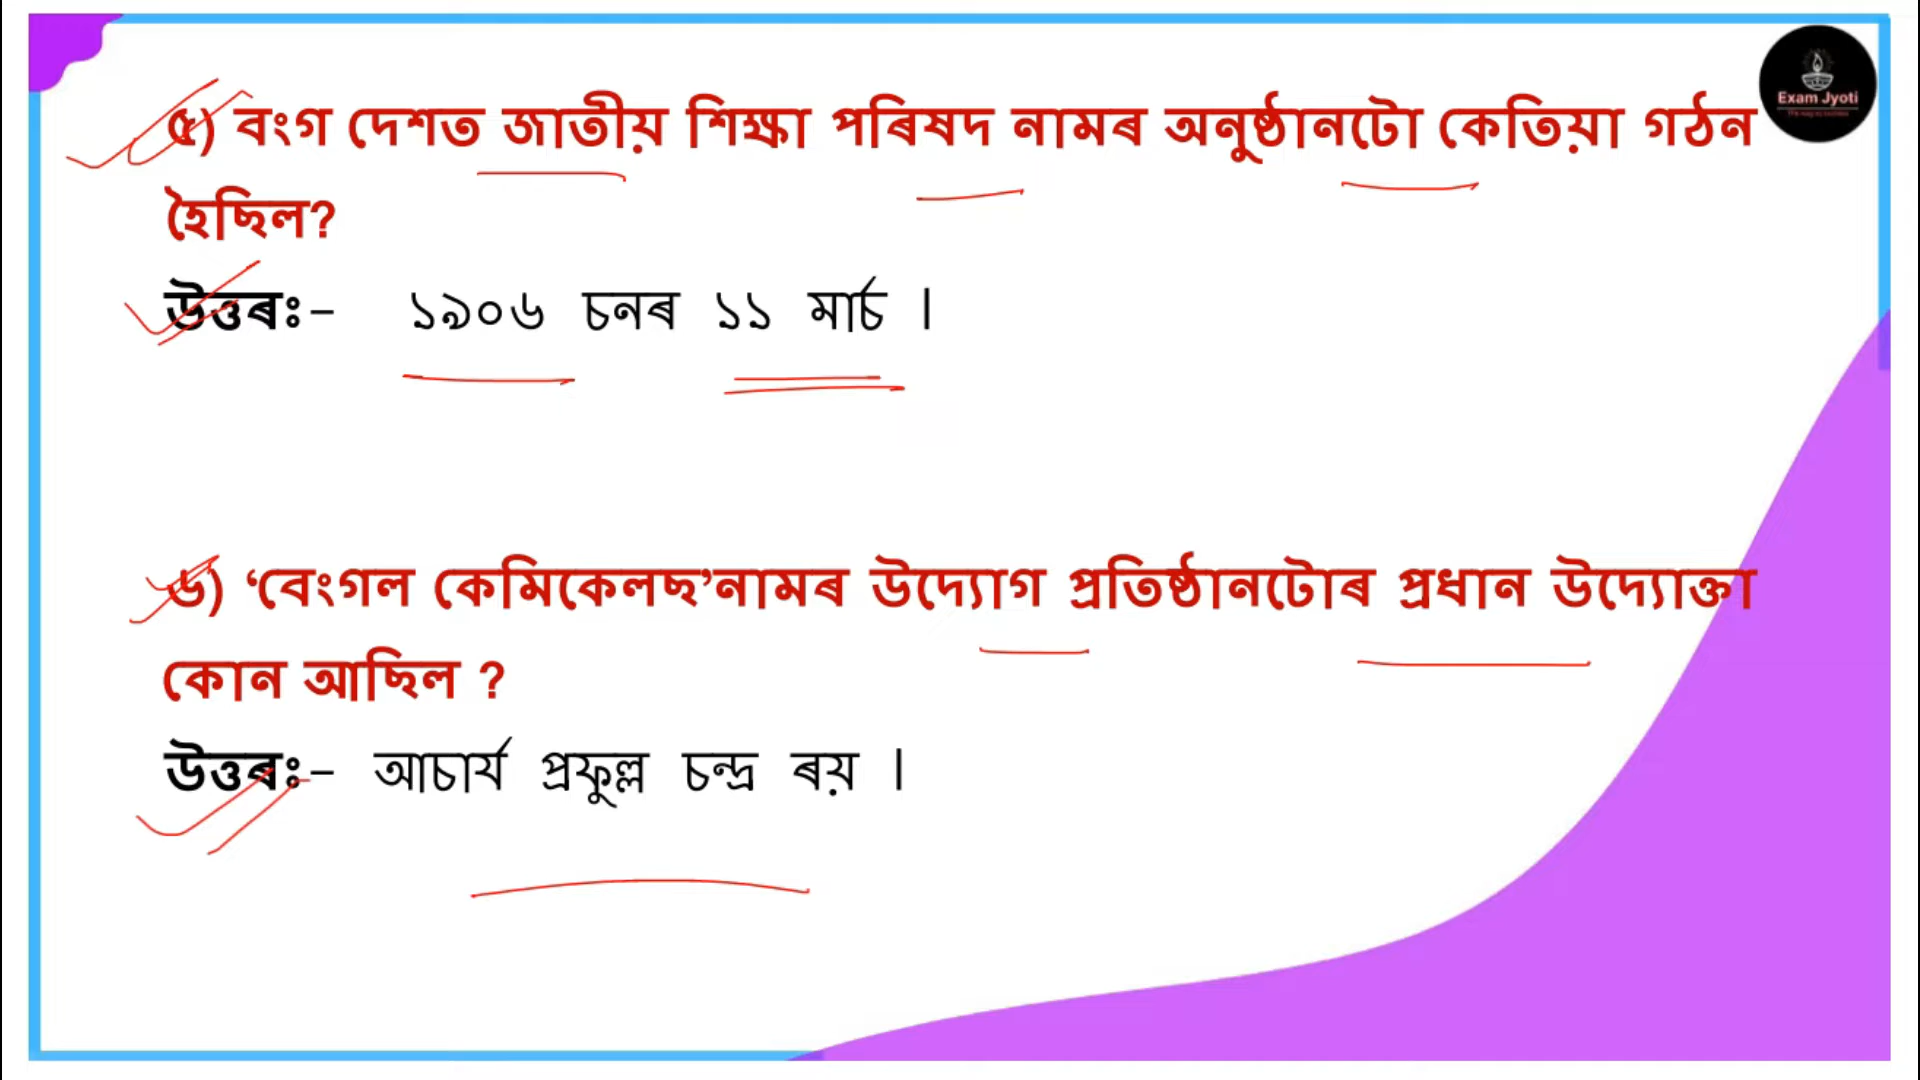 ৫) বংগ দেশত জাতীয় শিক্ষা পৰিষদ নামৰ অনুষ্ঠানটো কেতিয়া গঠন
হৈছিল?
উত্তৰঃ– ১৯০৬ চনৰ ১১ মাৰ্চ ।
৬) ‘বেংগল কেমিকেলছ’নামৰ উদ্যোগ প্ৰতিষ্ঠানটোৰ প্ৰধান উদ্যোক্তা
কোন আছিল ?
উত্তৰঃ– আচাৰ্য প্ৰফুল্ল চন্দ্ৰ ৰয় ।
Exam Jyoti